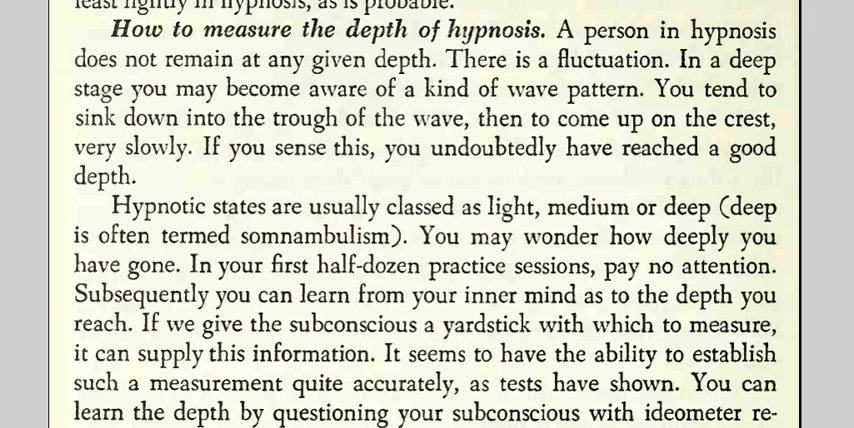 least lightly in hypnosis, as is probable.
How to measure the depth of hypnosis. A person in hypnosis
does not remain at any given depth. There is a fluctuation. In a deep
stage you may become aware of a kind of wave pattern. You tend to
sink down into the trough of the wave, then to come up on the crest,
very slowly. If you sense this, you undoubtedly have reached a good
depth.
Hypnotic states are usually classed as light, medium or deep (deep
is often termed somnambulism). You may wonder how deeply you
have gone. In your first half-dozen practice sessions, pay no attention.
Subsequently you can learn from your inner mind as to the depth you
reach. If we give the subconscious a yardstick with which to measure,
it can supply this information. It seems to have the ability to establish
such a measurement quite accurately, as tests have shown. You can
learn the depth by questioning your subconscious with ideometer re-